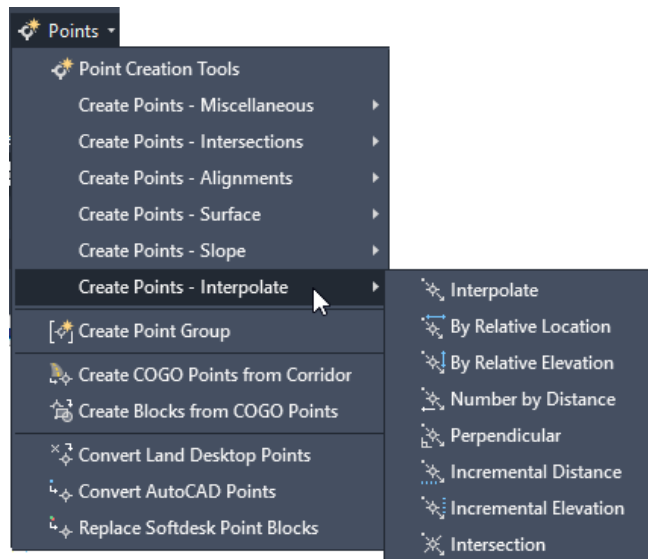 Points
Point Creation Tools
Create Points - Miscellaneous
Create Points - Intersections
Create Points - Alignments
Create Points - Surface
Create Points - Slope
Create Points - Interpolate
Create Point Group
Create COGO Points from Corridor
Create Blocks from COGO Points
Convert Land Desktop Points
Convert AutoCAD Points
Replace Softdesk Point Blocks
Interpolate
By Relative Location
By Relative Elevation
Number by Distance
Perpendicular
Incremental Distance
Incremental Elevation
Intersection